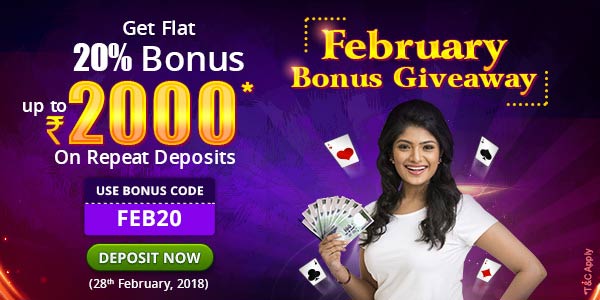 Get Flat
20% Bonus
up to ₹2000*
On Repeat Deposits
USE BONUS CODE
FEB20
DEPOSIT NOW
(28th February, 2018)
February
Bonus Giveaway
*T&C Apply